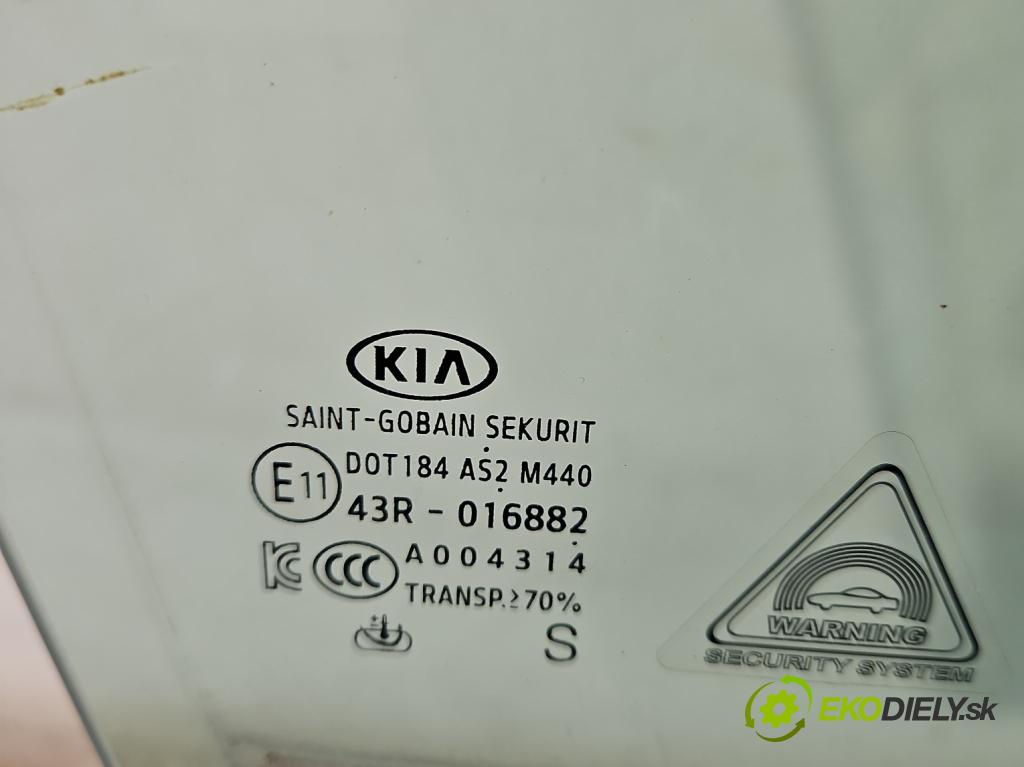 KIA
SAINT-GOBAIN SEKURIT
E11
DOT184 AS2 M440
43R - 016882
KC
CCC
A004314
TRANSP.≥70%
S
WARNING
SECURITY SYSTEM
EKODIELY.sk